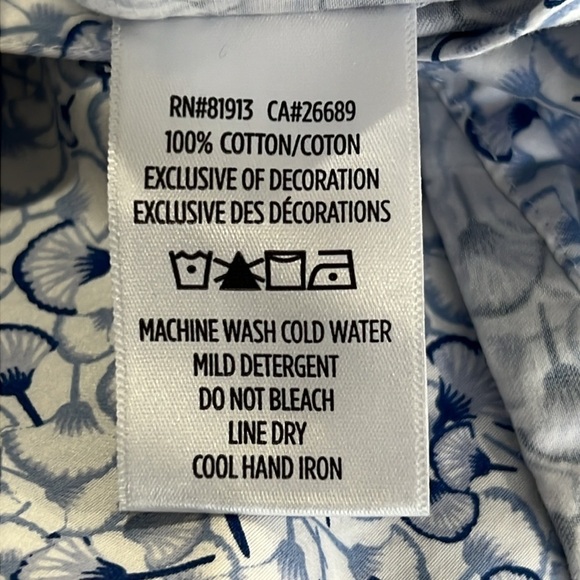 RN#81913 CA#26689
100% COTTON/COTON
EXCLUSIVE OF DECORATION
EXCLUSIVE DES DÉCORATIONS
MACHINE WASH COLD WATER
MILD DETERGENT
DO NOT BLEACH
LINE DRY
COOL HAND IRON